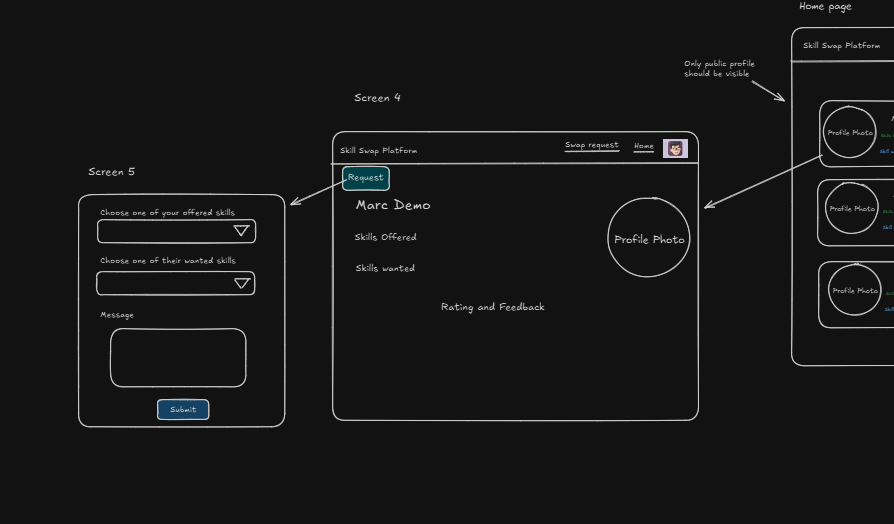 Home page
Skill Swap Platform
Only public profile
should be visible
Profile Photo
Profile Photo
Profile Photo
Screen 4
Skill Swap Platform
Swap request
Home
Request
Marc Demo
Skills Offered
Skills wanted
Profile Photo
Rating and Feedback
Screen 5
Choose one of your offered skills
Choose one of their wanted skills
Message
Submit